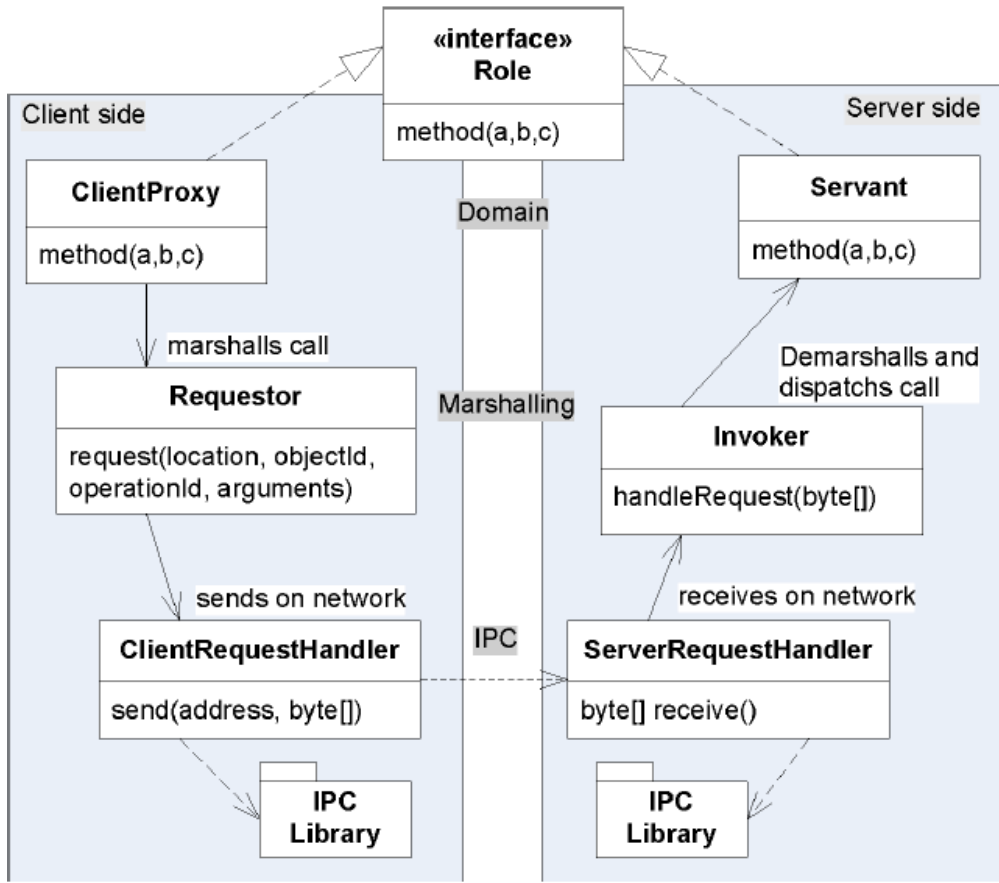 «interface»
Role
method(a,b,c)
Client side
Server side
ClientProxy
method(a,b,c)
Domain
Servant
method(a,b,c)
marshalls call
Demarshalls and
dispatchs call
Requestor
request(location, objectId,
operationId, arguments)
Marshalling
Invoker
handleRequest(byte[])
sends on network
receives on network
ClientRequestHandler
send(address, byte[])
IPC
ServerRequestHandler
byte[] receive()
IPC
Library
IPC
Library